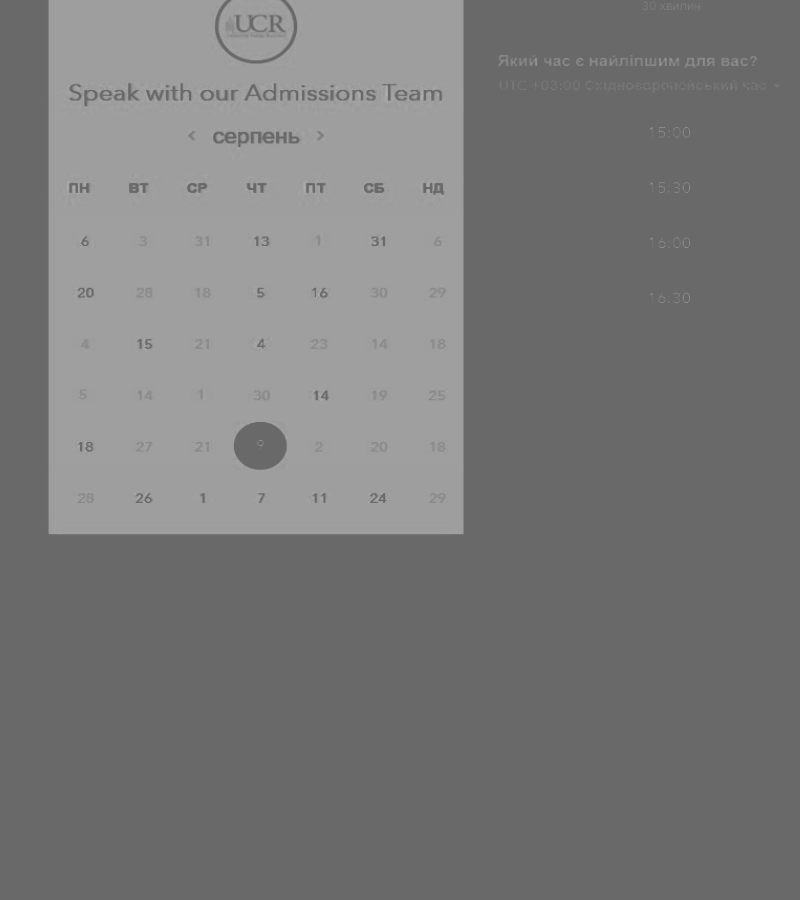 UCR
Speak with our Admissions Team
< серпень >
ПН ВТ СР ЧТ ПТ СБ НД
6 3 31 13 1 31 6
20 28 18 5 16 30 29
4 15 21 4 23 14 18
5 14 1 30 14 19 25
18 27 21 9 2 20 18
28 26 1 7 11 24 29
30 хвилин
Який час є найліпшим для вас?
UTC +03:00 Східноєвропейський час
15:00
15:30
16:00
16:30